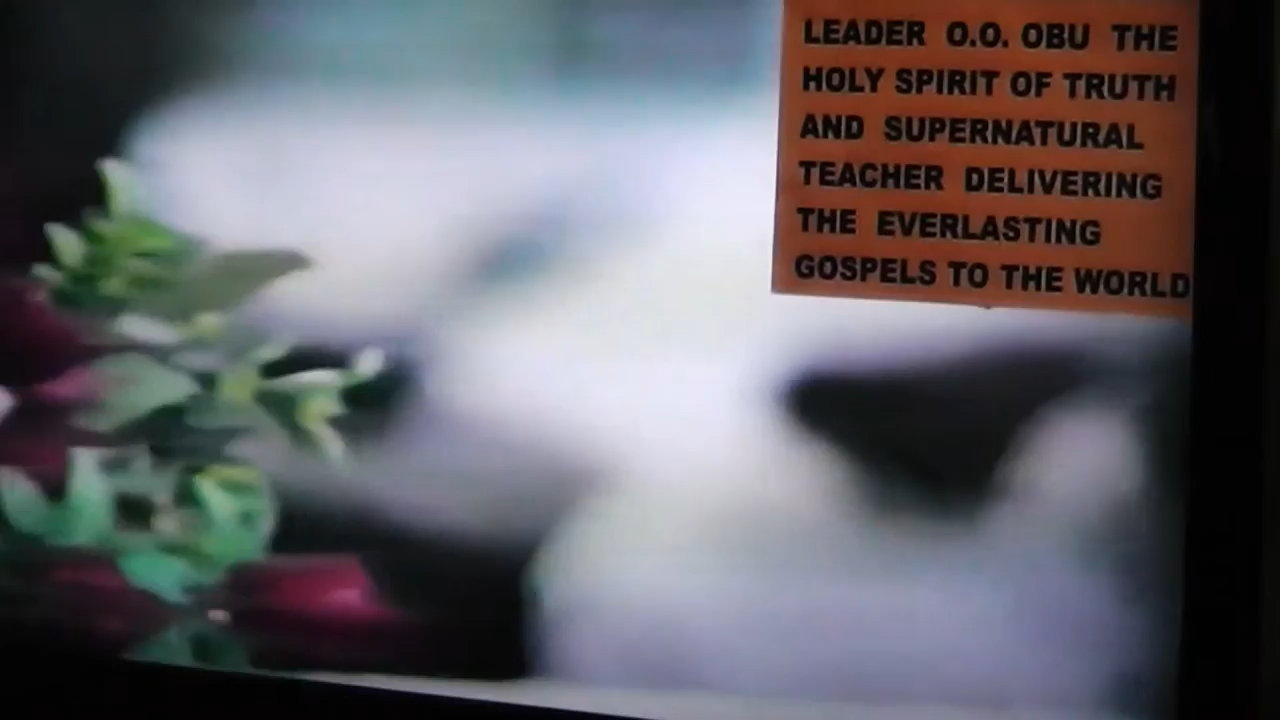 LEADER O.O. OBU THE
HOLY SPIRIT OF TRUTH
AND SUPERNATURAL
TEACHER DELIVERING
THE EVERLASTING
GOSPELS TO THE WORLD